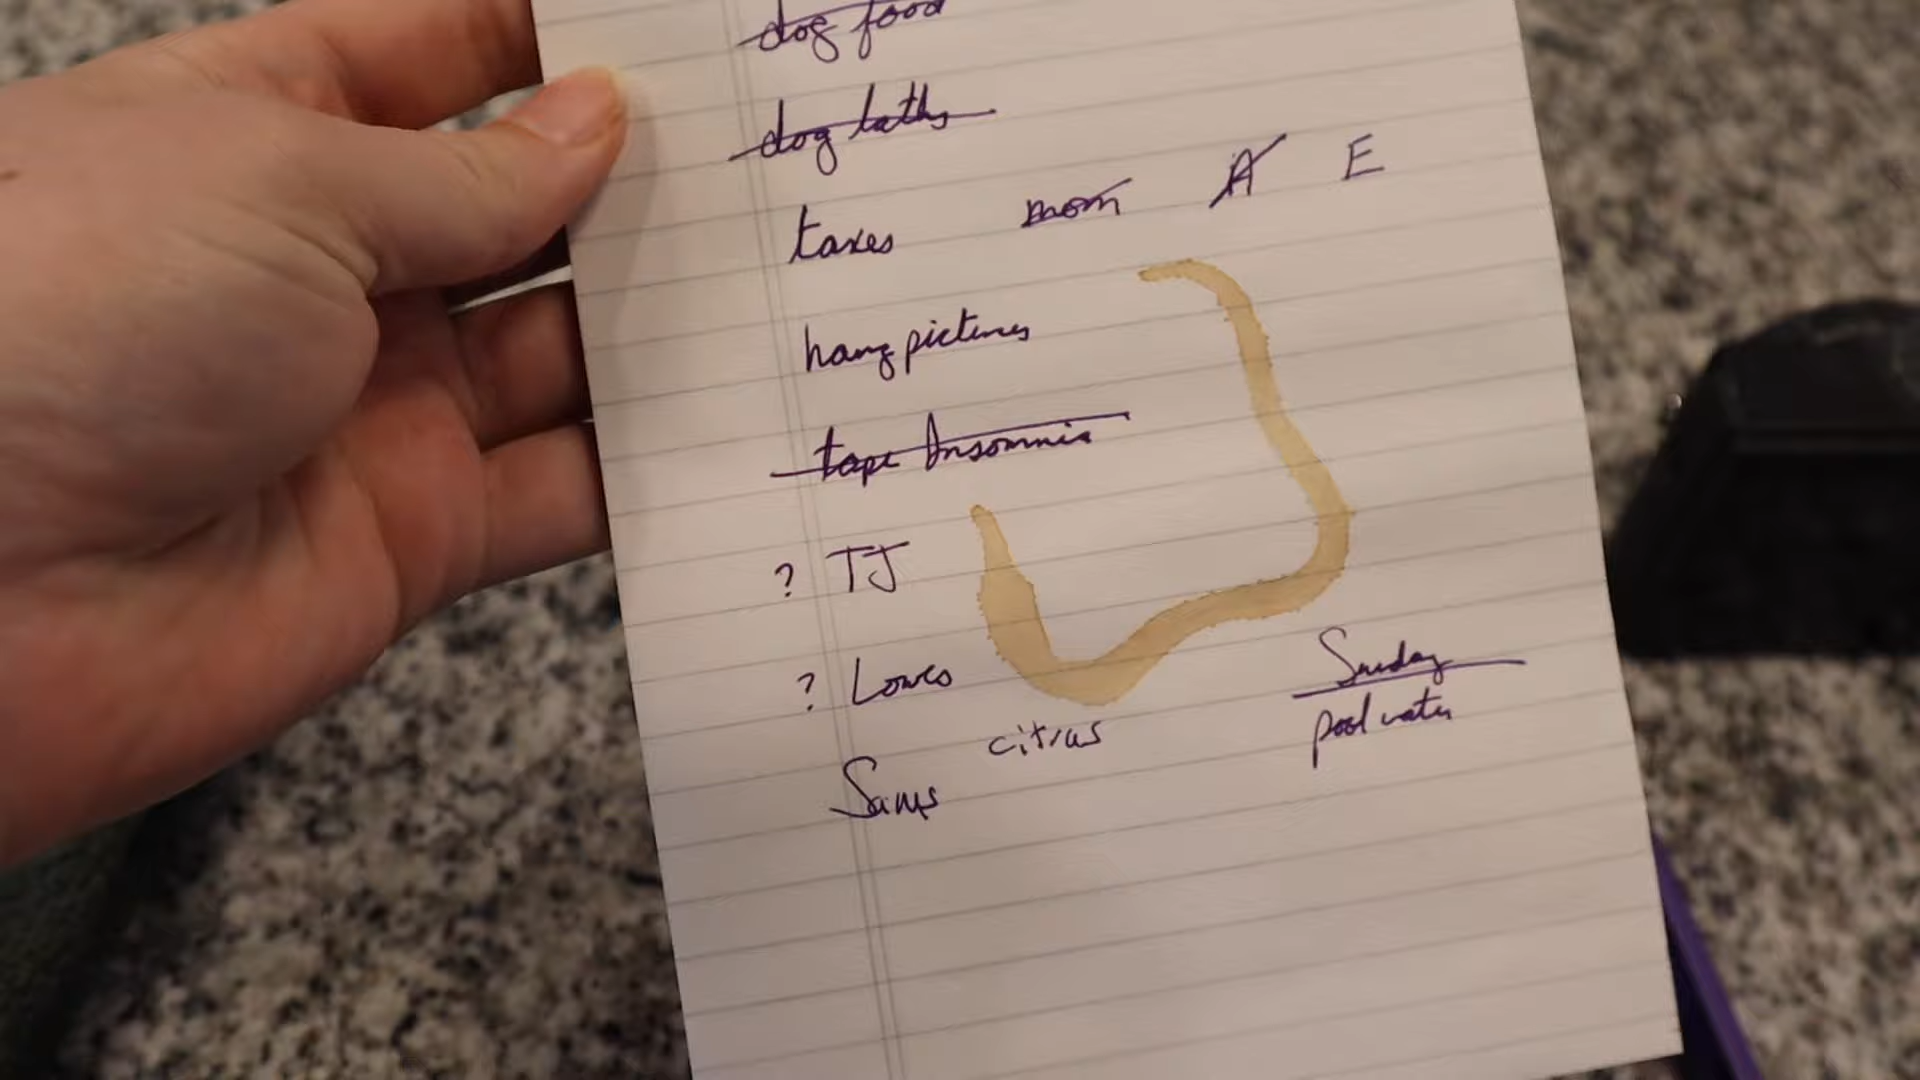 dog food
dog baths
taxes mom A E
hang pictures
tape Insomnia
? TJ
? Lowes
citrus
Sams
Sunday
pool water